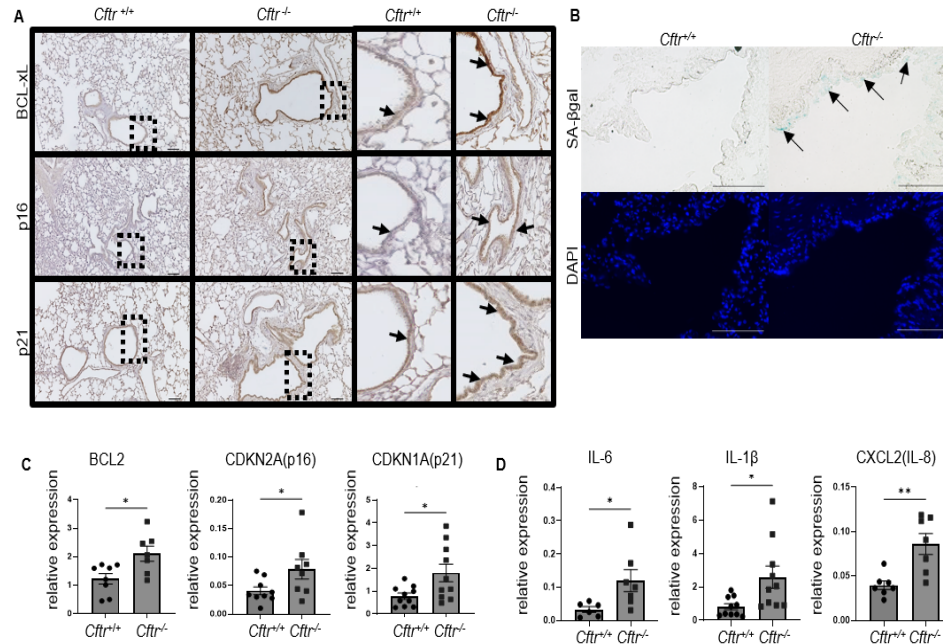 A
Cftr +/+
Cftr -/-
Cftr+/+
Cftr-/-
BCL-xL
p16
p21
B
Cftr+/+
Cftr-/-
SA-βgal
DAPI
C
BCL2
relative expression
4
3
2
1
0
*
Cftr+/+
Cftr-/-
CDKN2A(p16)
relative expression
0.20
0.15
0.10
0.05
0.00
*
Cftr+/+
Cftr-/-
CDKN1A(p21)
relative expression
5
4
3
2
1
0
*
Cftr+/+
Cftr-/-
D
IL-6
relative expression
0.4
0.3
0.2
0.1
0.0
*
Cftr+/+
Cftr-/-
IL-1β
relative expression
8
6
4
2
0
*
Cftr+/+
Cftr-/-
CXCL2(IL-8)
relative expression
0.15
0.10
0.05
0.00
**
Cftr+/+
Cftr-/-